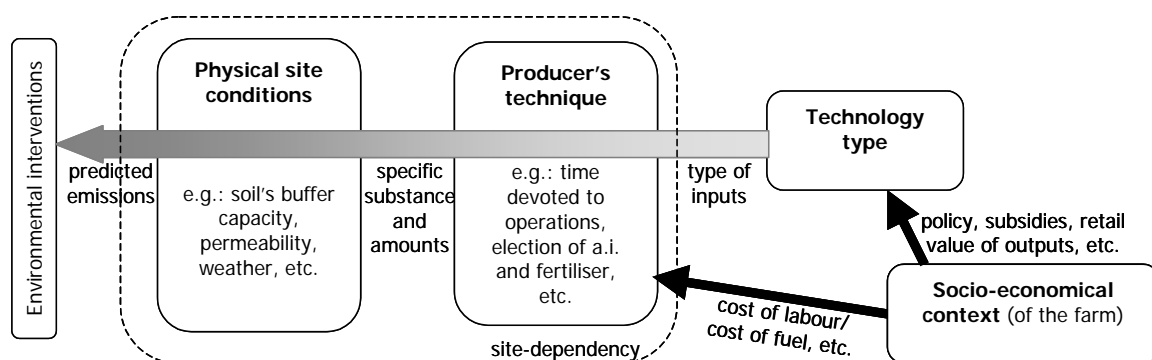 Environmental interventions
predicted
emissions
Physical site
conditions
e.g.: soil's buffer
capacity,
permeability,
weather, etc.
specific
substance
and
amounts
Producer's
technique
e.g.: time
devoted to
operations,
election of a.i.
and fertiliser,
etc.
site-dependency
type of
inputs
Technology
type
policy, subsidies, retail
value of outputs, etc.
Socio-economical
context (of the farm)
cost of labour/
cost of fuel, etc.